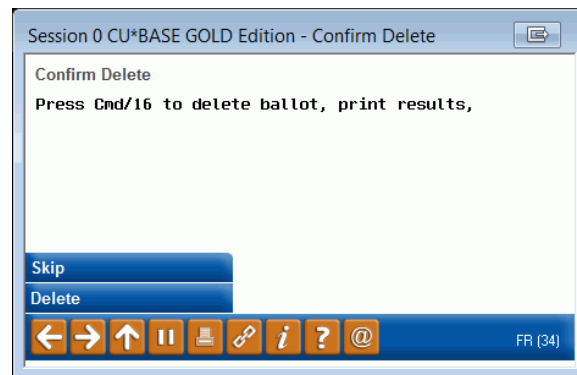 Session 0 CU*BASE GOLD Edition - Confirm Delete
Confirm Delete
Press Cmd/16 to delete ballot, print results,
Skip
Delete
i ? @
FR (34)